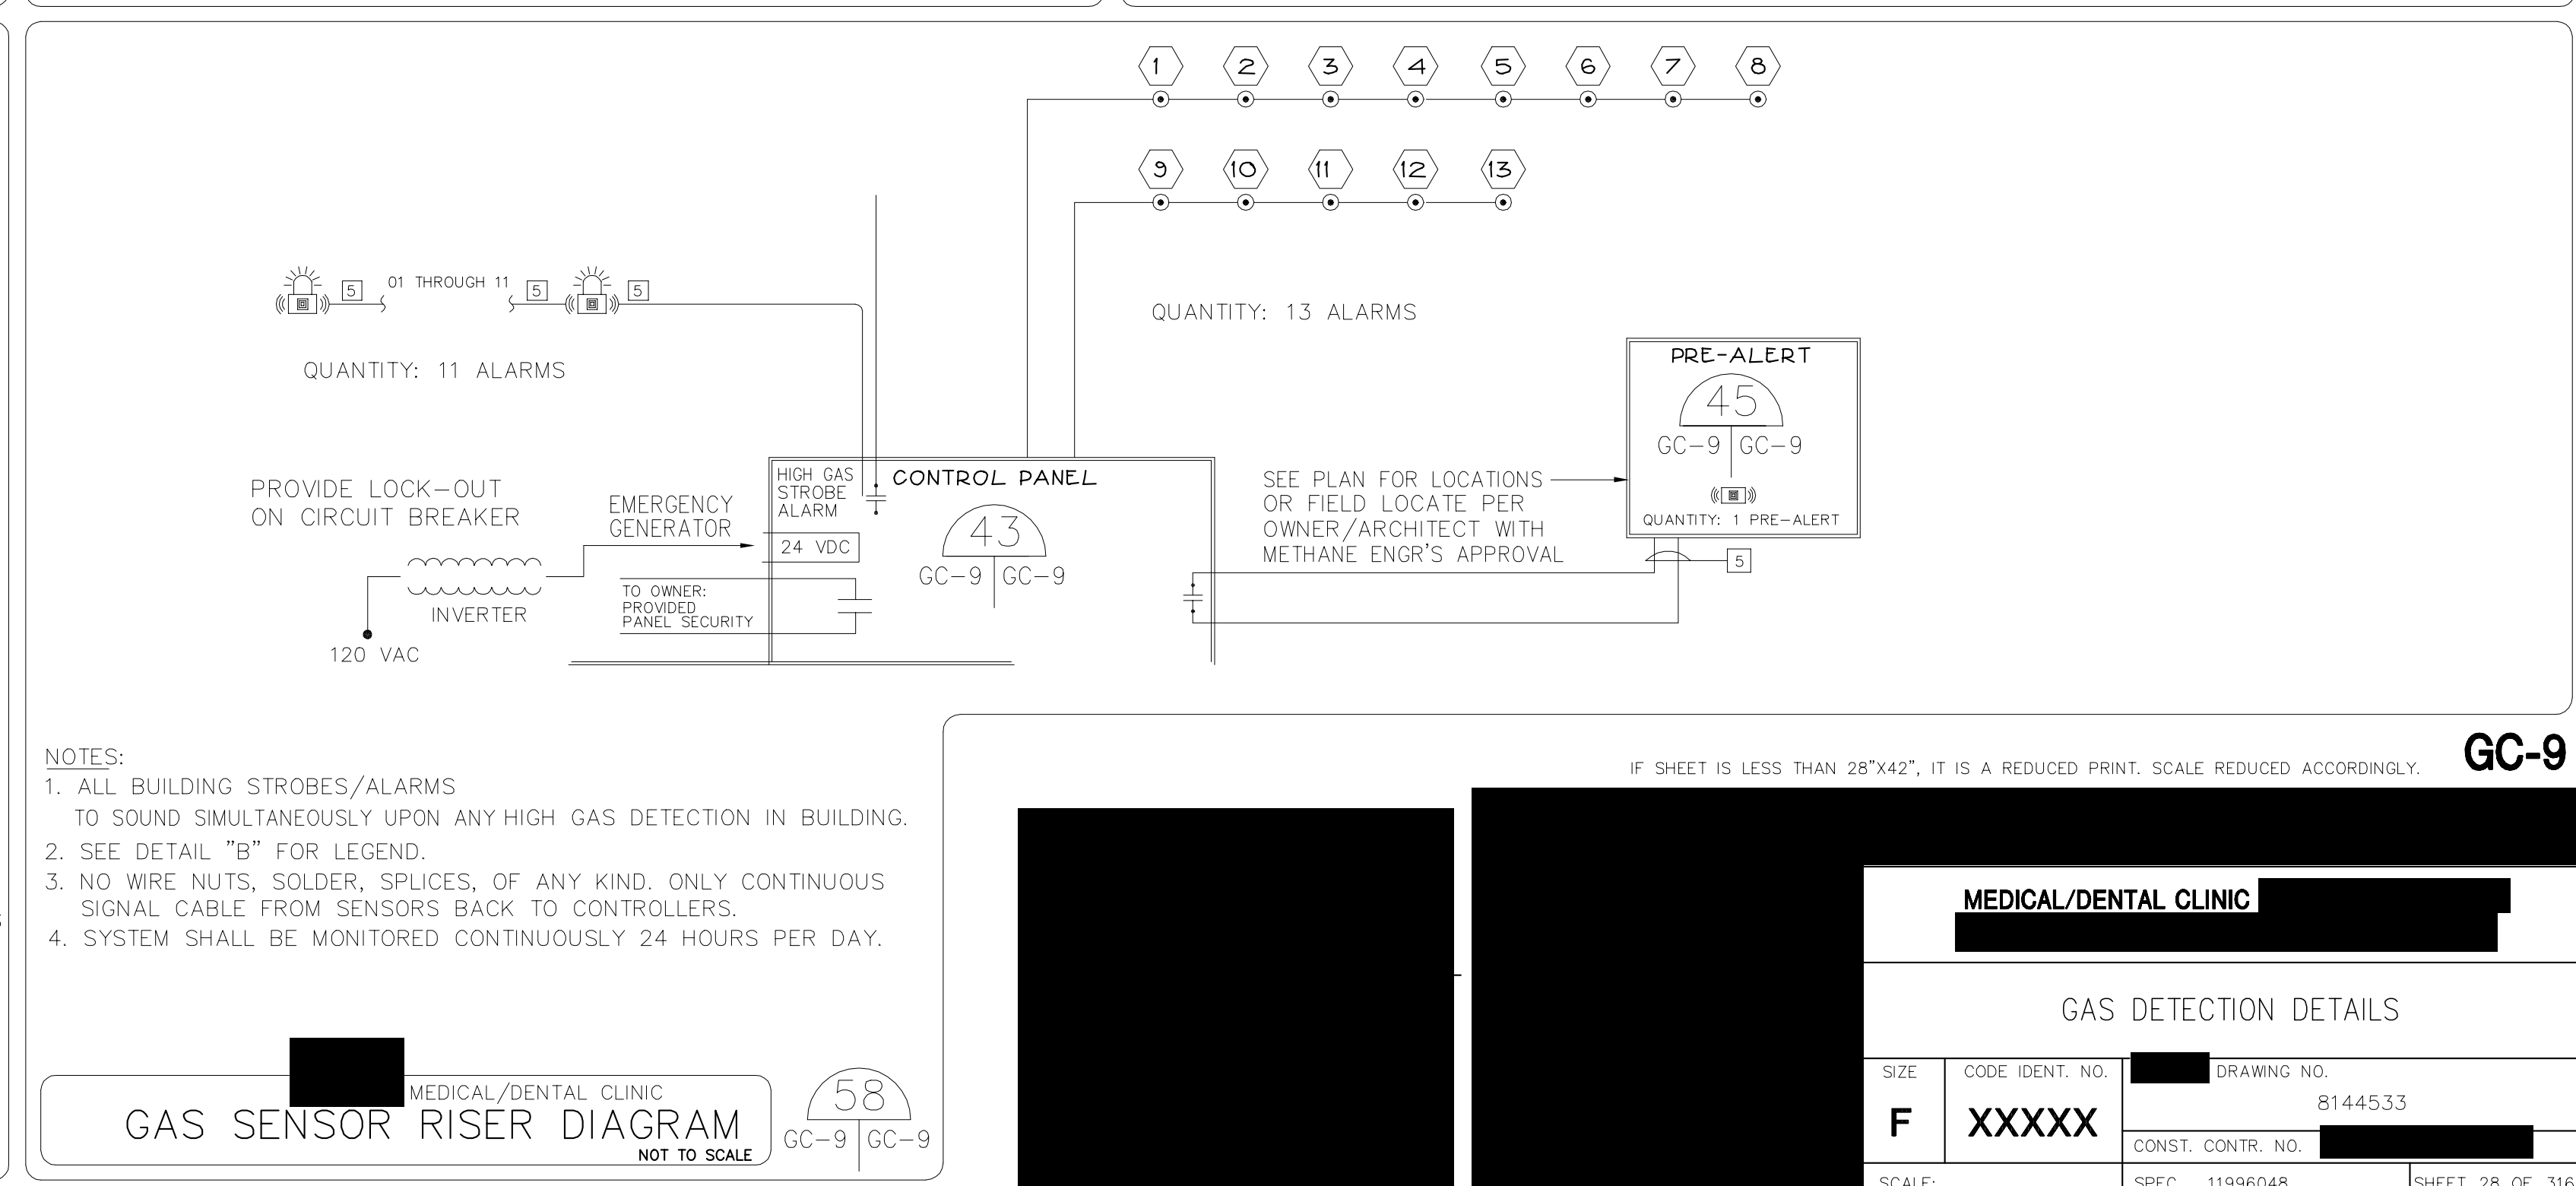 1 2 3 4 5 6 7 8
9 10 11 12 13
5 01 THROUGH 11 5 5
QUANTITY: 11 ALARMS
QUANTITY: 13 ALARMS
PRE-ALERT
45
GC-9 GC-9
QUANTITY: 1 PRE-ALERT
5
SEE PLAN FOR LOCATIONS
OR FIELD LOCATE PER
OWNER/ARCHITECT WITH
METHANE ENGR'S APPROVAL
HIGH GAS
STROBE
ALARM
CONTROL PANEL
43
GC-9 GC-9
24 VDC
PROVIDE LOCK-OUT
ON CIRCUIT BREAKER
EMERGENCY
GENERATOR
INVERTER
120 VAC
TO OWNER:
PROVIDED
PANEL SECURITY
NOTES:
1. ALL BUILDING STROBES/ALARMS
TO SOUND SIMULTANEOUSLY UPON ANY HIGH GAS DETECTION IN BUILDING.
2. SEE DETAIL "B" FOR LEGEND.
3. NO WIRE NUTS, SOLDER, SPLICES, OF ANY KIND. ONLY CONTINUOUS
SIGNAL CABLE FROM SENSORS BACK TO CONTROLLERS.
4. SYSTEM SHALL BE MONITORED CONTINUOUSLY 24 HOURS PER DAY.
MEDICAL/DENTAL CLINIC
GAS SENSOR RISER DIAGRAM
NOT TO SCALE
58
GC-9 GC-9
IF SHEET IS LESS THAN 28"X42", IT IS A REDUCED PRINT. SCALE REDUCED ACCORDINGLY.
GC-9
MEDICAL/DENTAL CLINIC
GAS DETECTION DETAILS
SIZE
F
CODE IDENT. NO.
XXXXX
DRAWING NO.
8144533
CONST. CONTR. NO.
SCALE:
SPEC. 11996048
SHEET 28 OF 316